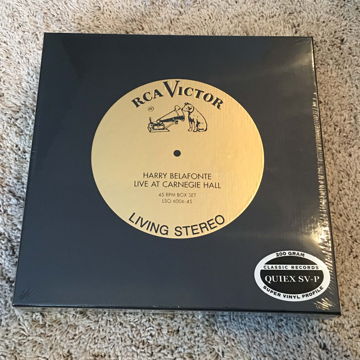 RCA VICTOR
HARRY BELAFONTE
LIVE AT CARNEGIE HALL
45 RPM BOX SET
LSO 6006-45
LIVING STEREO
200 GRAM
CLASSIC RECORDS
QUIEX SV-P
SUPER VINYL PROFILE